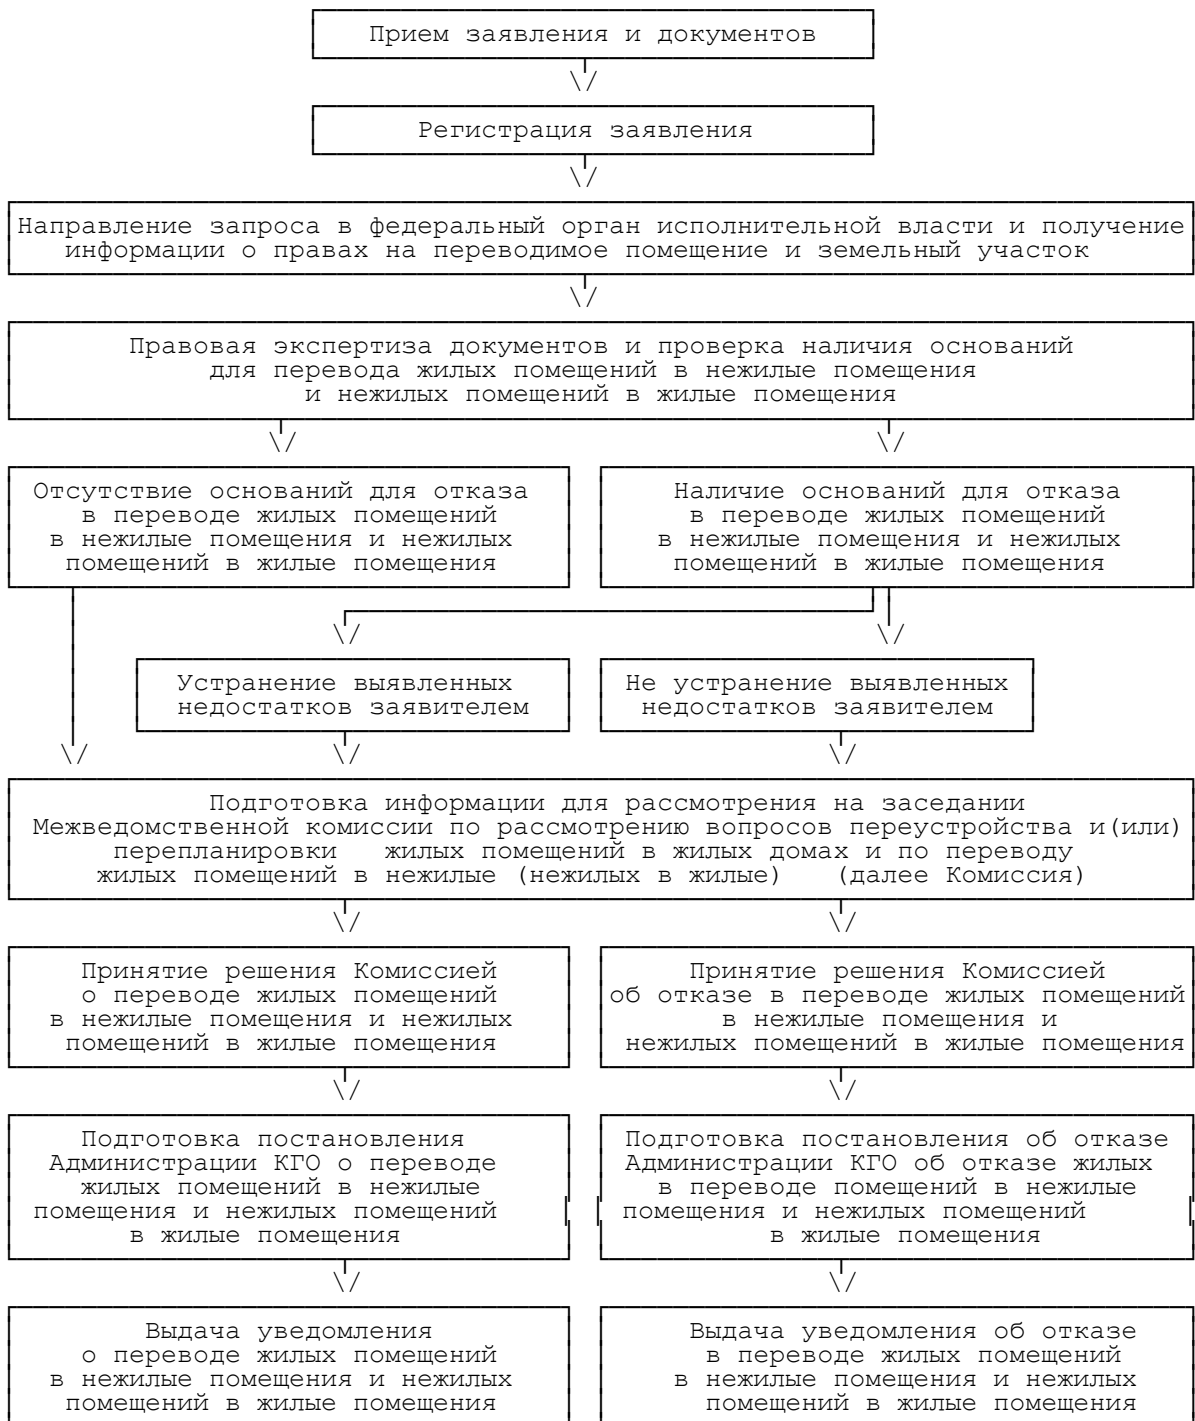 Прием заявления и документов
Регистрация заявления
Направление запроса в федеральный орган исполнительной власти и получение
информации о правах на переводимое помещение и земельный участок
Правовая экспертиза документов и проверка наличия оснований
для перевода жилых помещений в нежилые помещения
и нежилых помещений в жилые помещения
Отсутствие оснований для отказа
в переводе жилых помещений
в нежилые помещения и нежилых
помещений в жилые помещения
Наличие оснований для отказа
в переводе жилых помещений
в нежилые помещения и нежилых
помещений в жилые помещения
Устранение выявленных
недостатков заявителем
Не устранение выявленных
недостатков заявителем
Подготовка информации для рассмотрения на заседании
Межведомственной комиссии по рассмотрению вопросов переустройства и(или)
перепланировки жилых помещений в жилых домах и по переводу
жилых помещений в нежилые (нежилых в жилые) (далее Комиссия)
Принятие решения Комиссией
о переводе жилых помещений
в нежилые помещения и нежилых
помещений в жилые помещения
Принятие решения Комиссией
об отказе в переводе жилых помещений
в нежилые помещения и
нежилых помещений в жилые помещения
Подготовка постановления
Администрации КГО о переводе
жилых помещений в нежилые
помещения и нежилых помещений
в жилые помещения
Подготовка постановления об отказе
Администрации КГО об отказе жилых
в переводе помещений в нежилые
помещения и нежилых помещений
в жилые помещения
Выдача уведомления
о переводе жилых помещений
в нежилые помещения и нежилых
помещений в жилые помещения
Выдача уведомления об отказе
в переводе жилых помещений
в нежилые помещения и нежилых
помещений в жилые помещения